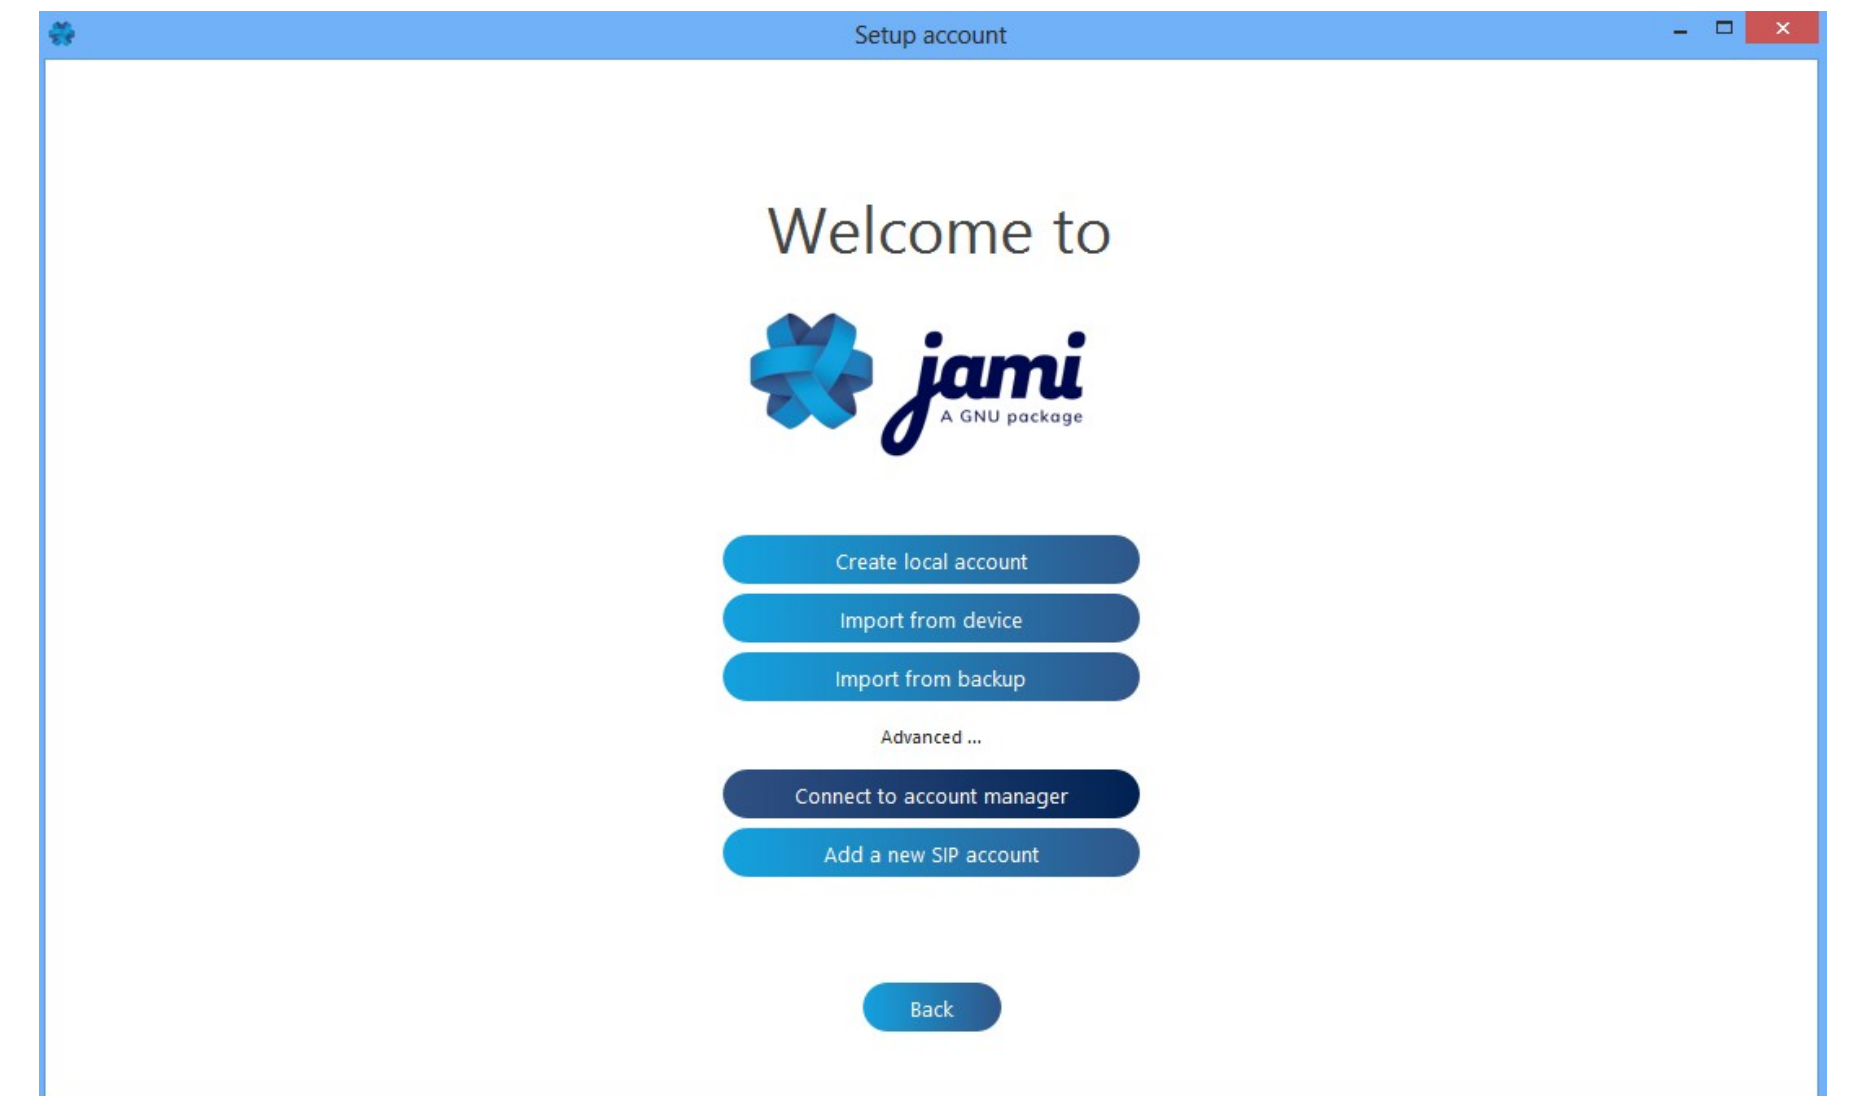 Setup account
Welcome to
jami
A GNU package
Create local account
Import from device
Import from backup
Advanced ...
Connect to account manager
Add a new SIP account
Back